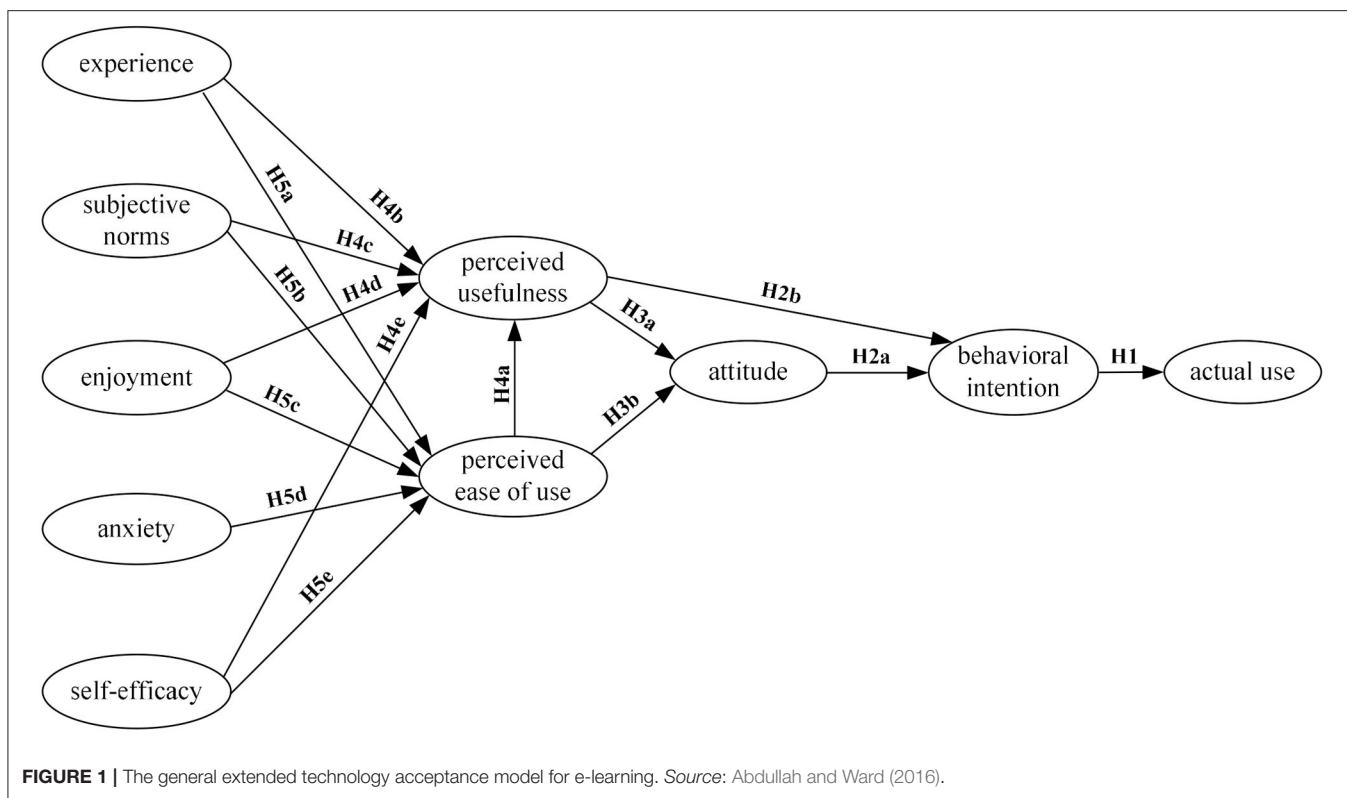 experience
H5a
H4b
subjective
norms
H4c
H5b
H4d
H4e
perceived
usefulness
H2b
H3a
enjoyment
H5c
H4a
attitude
H2a
behavioral
intention
H1
actual use
H3b
perceived
ease of use
anxiety
H5d
H5e
self-efficacy
FIGURE 1 | The general extended technology acceptance model for e-learning. Source: Abdullah and Ward (2016).